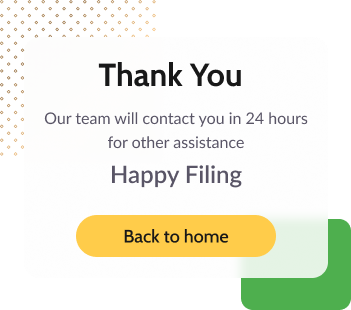 Thank You
Our team will contact you in 24 hours
for other assistance
Happy Filing
Back to home